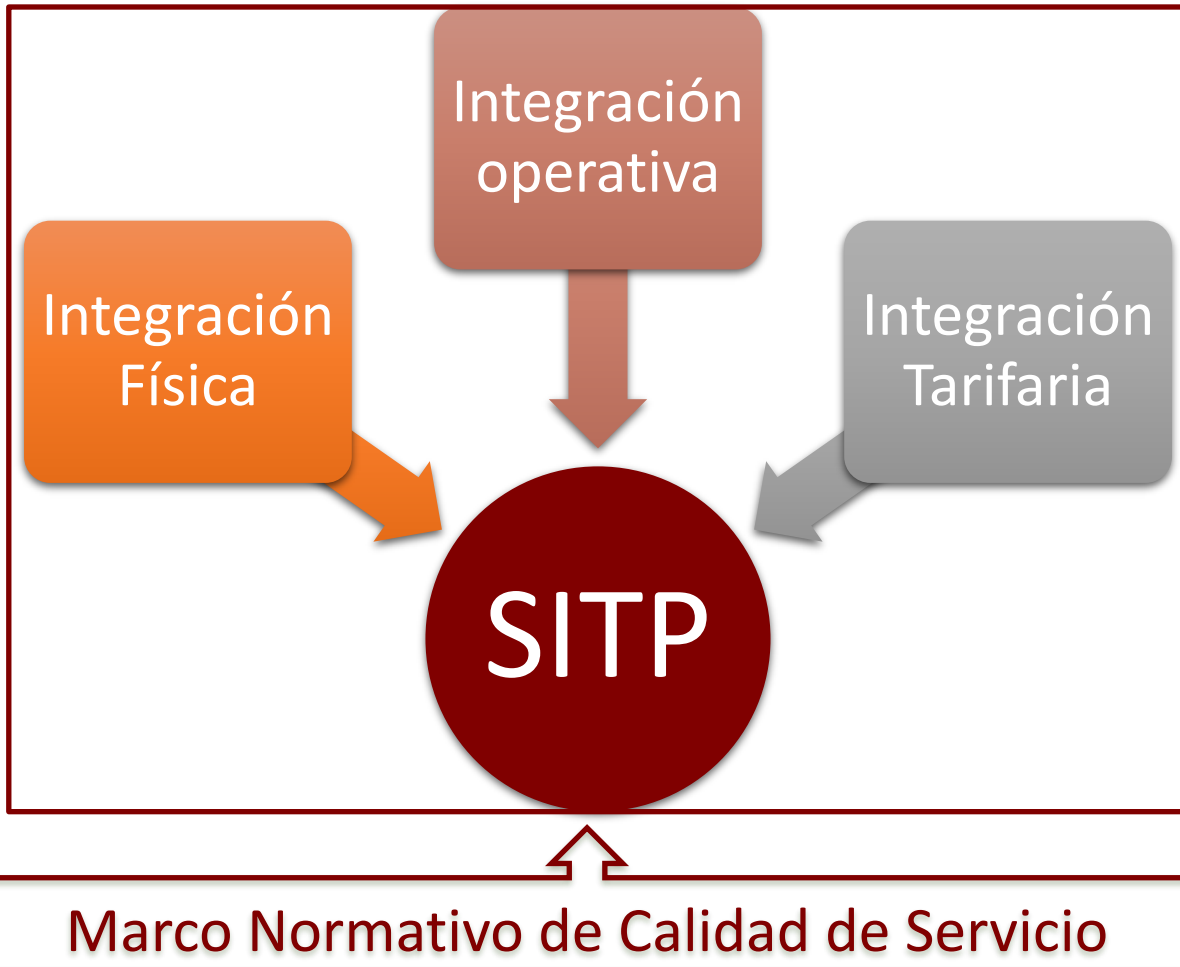 Integración
operativa
Integración
Física
Integración
Tarifaria
SITP
Marco Normativo de Calidad de Servicio